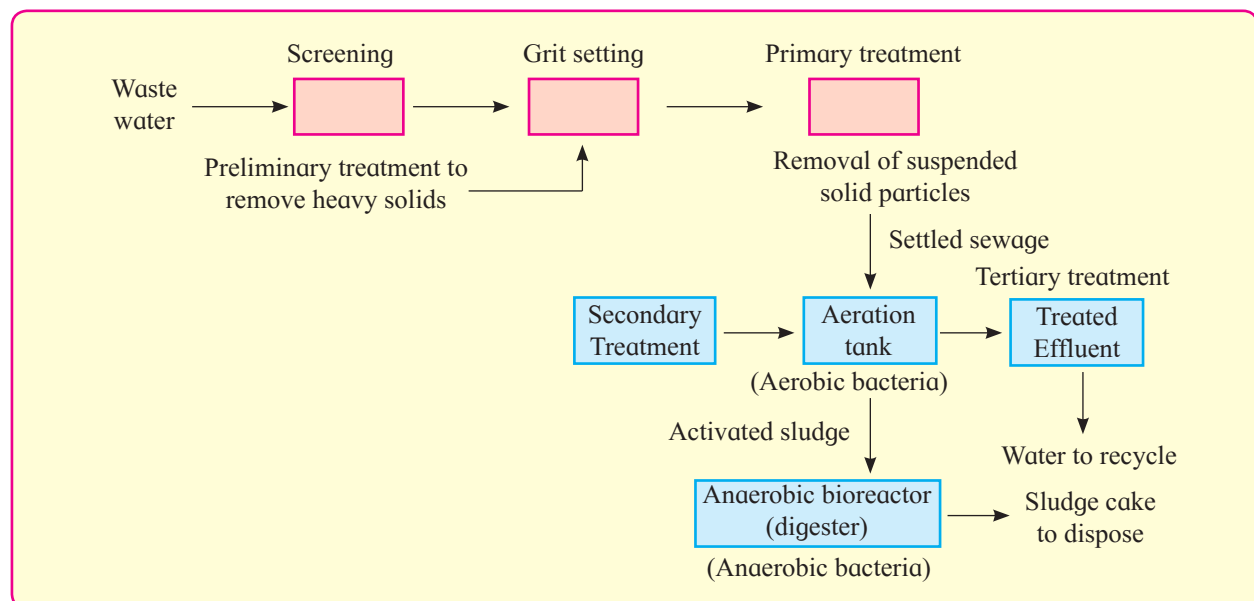 Screening
Grit setting
Primary treatment
Waste
water
Preliminary treatment to
remove heavy solids
Removal of suspended
solid particles
Settled sewage
Tertiary treatment
Secondary
Treatment
Aeration
tank
Treated
Effluent
(Aerobic bacteria)
Activated sludge
Water to recycle
Anaerobic bioreactor
(digester)
Sludge cake
to dispose
(Anaerobic bacteria)